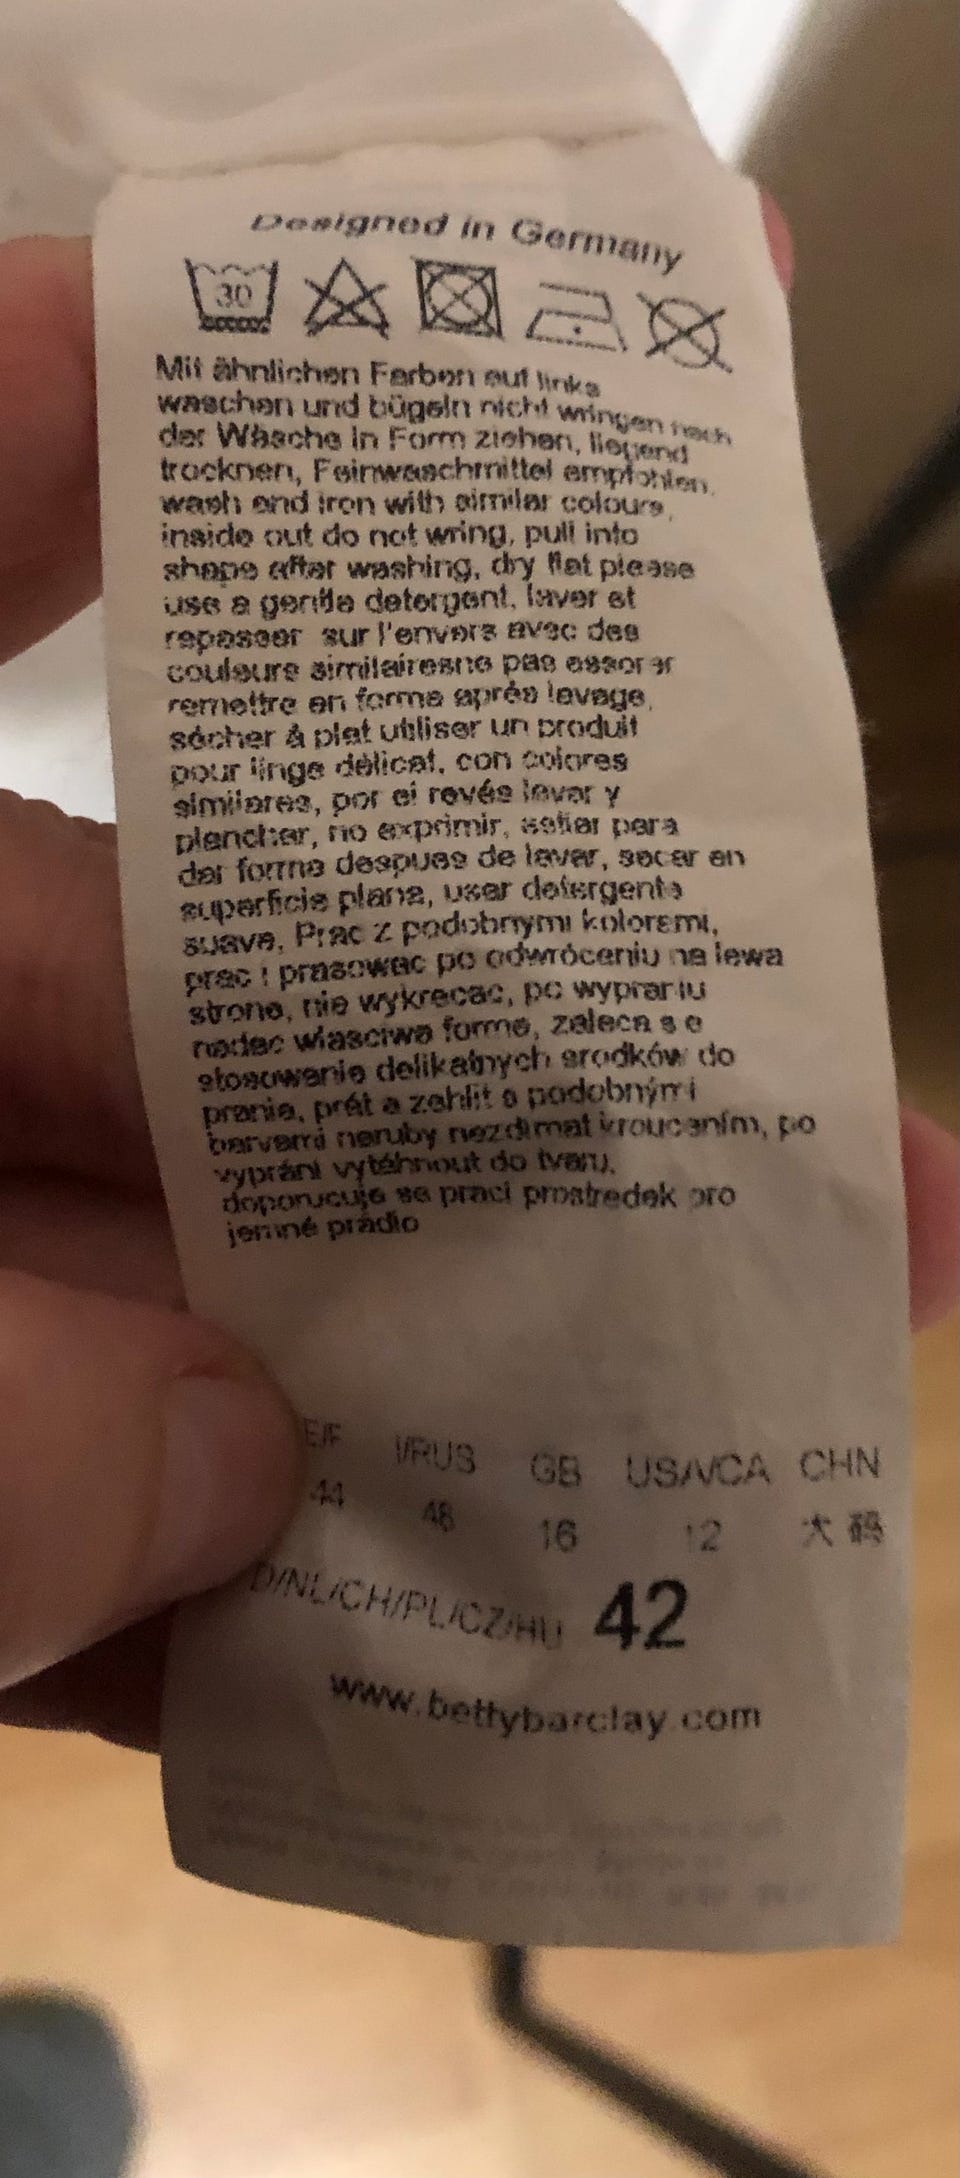 Designed in Germany
30
Mit ähnlichen Farben auf links
waschen und bügeln nicht wringen nach
der Wäsche in Form ziehen, liegend
trocknen, Feinwaschmittel empfohlen,
wash and iron with similar colours,
inside out do not wring, pull into
shape after washing, dry flat please
use a gentle detergent, laver et
repasser sur l'envers avec des
couleurs similairesne pas essorer
remettre en forme après lavage,
sécher à plat utiliser un produit
pour linge délicat, con colores
similares, por el revés lavar y
planchar, no exprimir, estirar para
dar forma despues de lavar, secar en
superficie plana, usar detergente
suave, Prac z podobnymi kolorami,
prac i prasowac po odwróceniu na lewa
strone, nie wykrecac, po wypraniu
nadac wlasciwa forme, zaleca sie
stosowanie delikatnych srodków do
prania, prát a zehlit s podobnými
barvami naruby nezdímat kroucením, po
vyprání vytáhnout do tvaru,
doporucuje se prací prostredek pro
jemné prádlo
E/F I/RUS GB USA/CA CHN
44 48 16 12 大码
D/NL/CH/PL/CZ/HU 42
www.bettybarclay.com